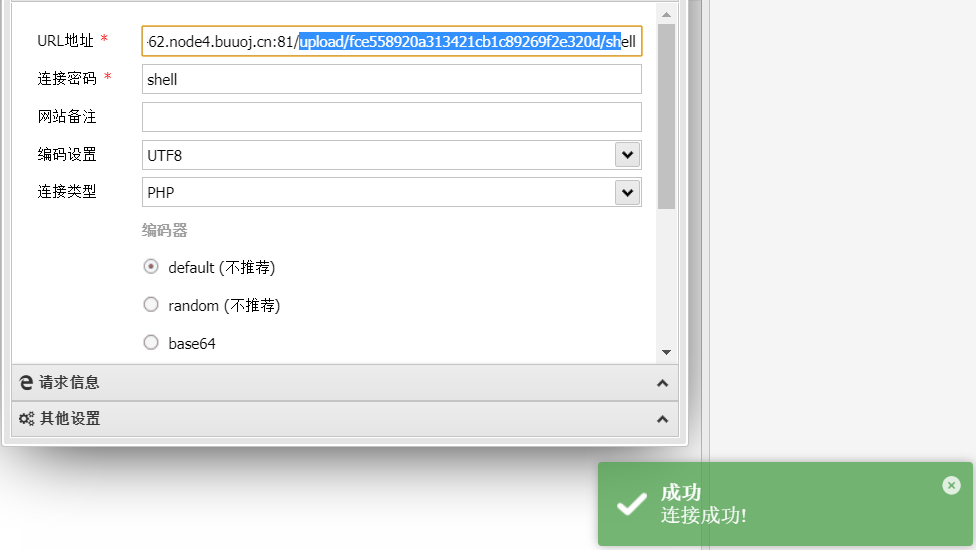 URL地址 *
-62.node4.buuoj.cn:81/upload/fce558920a313421cb1c89269f2e320d/shell
连接密码 *
shell
网站备注
编码设置
UTF8
连接类型
PHP
编码器
default (不推荐)
random (不推荐)
base64
请求信息
其他设置
成功
连接成功!